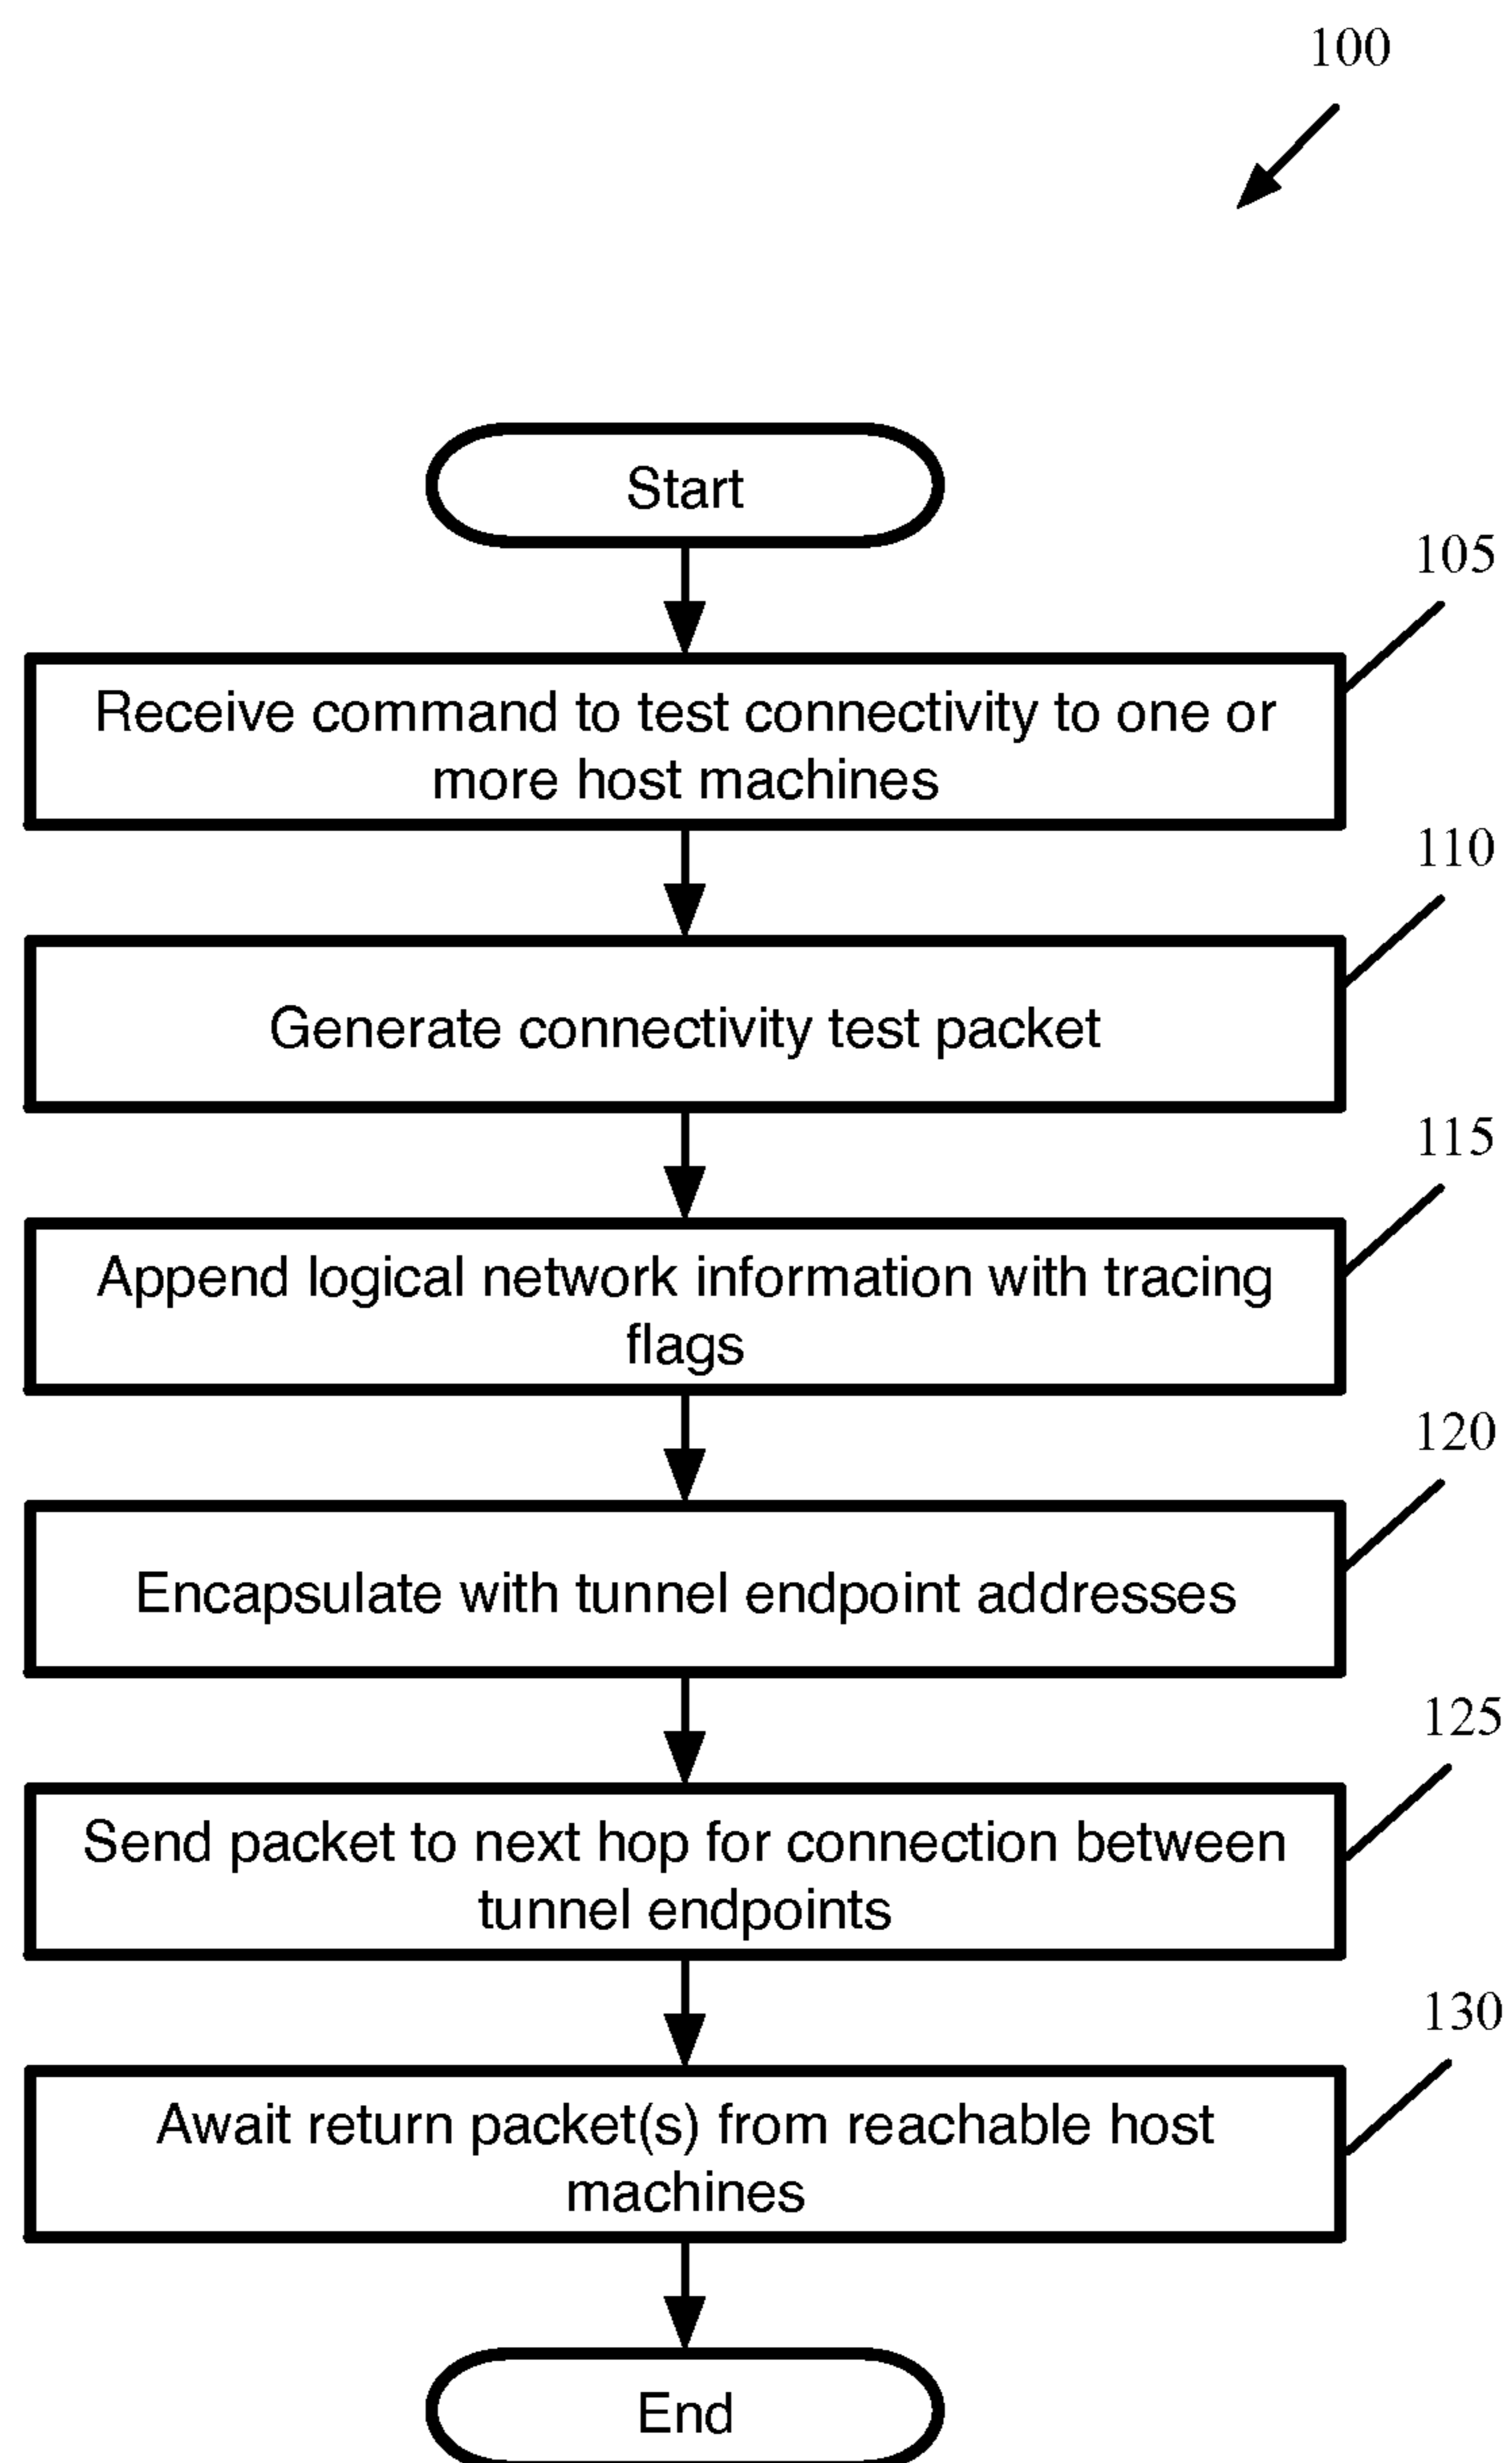 100
Start
105
Receive command to test connectivity to one or
more host machines
110
Generate connectivity test packet
115
Append logical network information with tracing
flags
120
Encapsulate with tunnel endpoint addresses
125
Send packet to next hop for connection between
tunnel endpoints
130
Await return packet(s) from reachable host
machines
End